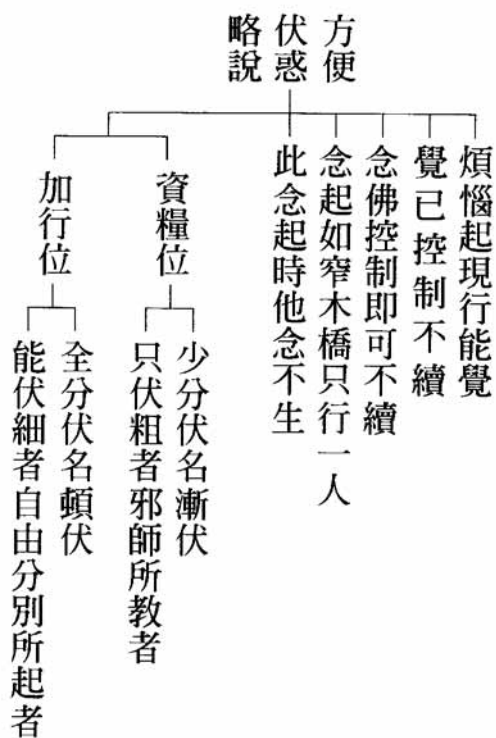 方便
伏惑
略說
煩惱起現行能覺
覺已控制不續
念佛控制即可不續
念起如窄木橋只行一人
此念起時他念不生
資糧位
少分伏名漸伏
只伏粗者邪師所教者
加行位
全分伏名頓伏
能伏細者自由分別所起者